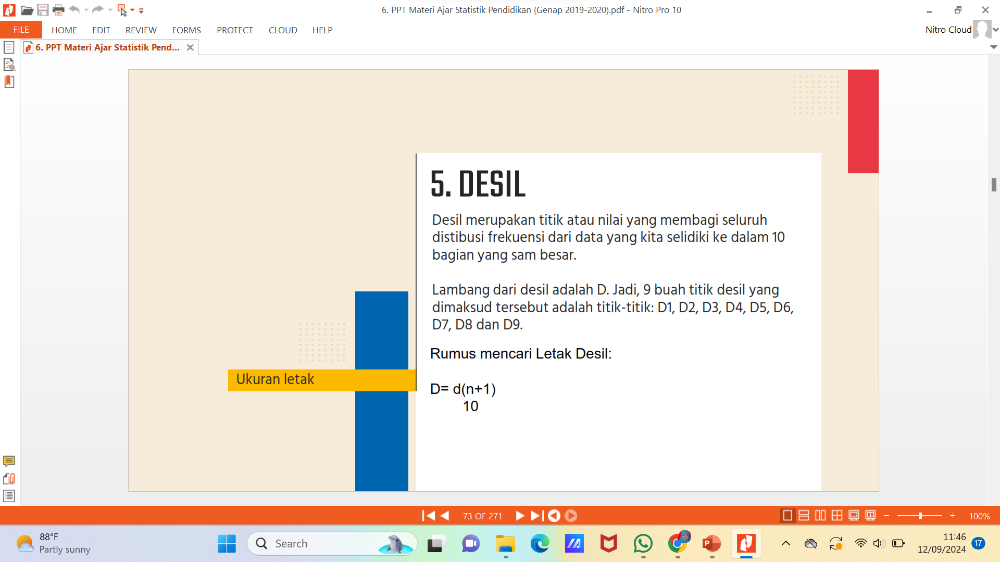 6. PPT Materi Ajar Statistik Pendidikan (Genap 2019-2020).pdf - Nitro Pro 10
FILE HOME EDIT REVIEW FORMS PROTECT CLOUD HELP
Nitro Cloud
6. PPT Materi Ajar Statistik Pend...
5. DESIL
Desil merupakan titik atau nilai yang membagi seluruh
distibusi frekuensi dari data yang kita selidiki ke dalam 10
bagian yang sam besar.
Lambang dari desil adalah D. Jadi, 9 buah titik desil yang
dimaksud tersebut adalah titik-titik: D1, D2, D3, D4, D5, D6,
D7, D8 dan D9.
Rumus mencari Letak Desil:
Ukuran letak
D= d(n+1)
10
73 OF 271
100%
88°F
Partly sunny
Search
11:46
12/09/2024
17